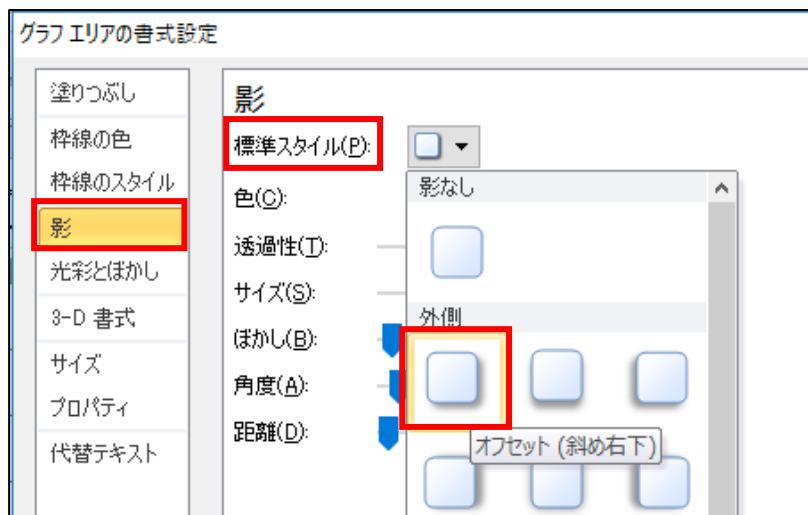 グラフ エリアの書式設定
塗りつぶし
枠線の色
枠線のスタイル
影
光彩とぼかし
3-D 書式
サイズ
プロパティ
代替テキスト
影
標準スタイル(P):
色(C):
透過性(T):
サイズ(S):
ぼかし(B):
角度(A):
距離(D):
影なし
外側
オフセット (斜め右下)